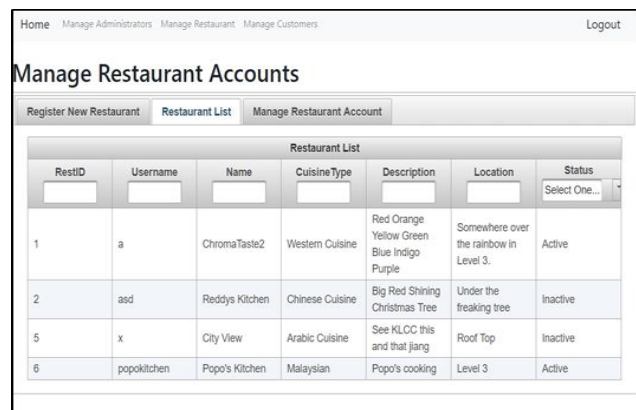 Home Manage Administrators Manage Restaurant Manage Customers Logout
Manage Restaurant Accounts
Register New Restaurant Restaurant List Manage Restaurant Account
Restaurant List
RestID Username Name CuisineType Description Location Status
Select One...
1 a ChromaTaste2 Western Cuisine Red Orange Yellow Green Blue Indigo Purple Somewhere over the rainbow in Level 3. Active
2 asd Reddys Kitchen Chinese Cuisine Big Red Shining Christmas Tree Under the freaking tree Inactive
5 x City View Arabic Cuisine See KLCC this and that jiang Roof Top Inactive
6 popokitchen Popo's Kitchen Malaysian Popo's cooking Level 3 Active